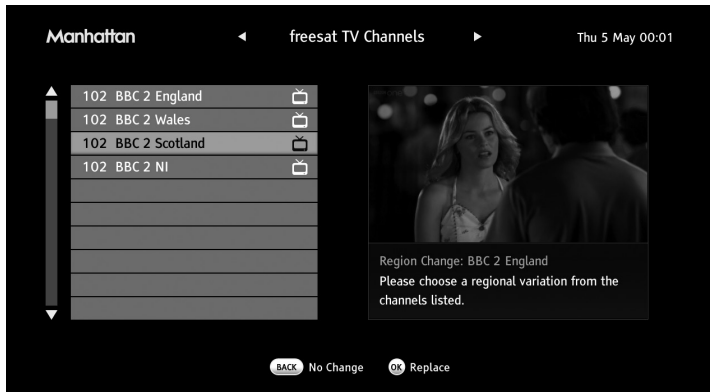 Manhattan
freesat TV Channels
Thu 5 May 00:01
102 BBC 2 England
102 BBC 2 Wales
102 BBC 2 Scotland
102 BBC 2 NI
Region Change: BBC 2 England
Please choose a regional variation from the
channels listed.
BACK No Change
OK Replace